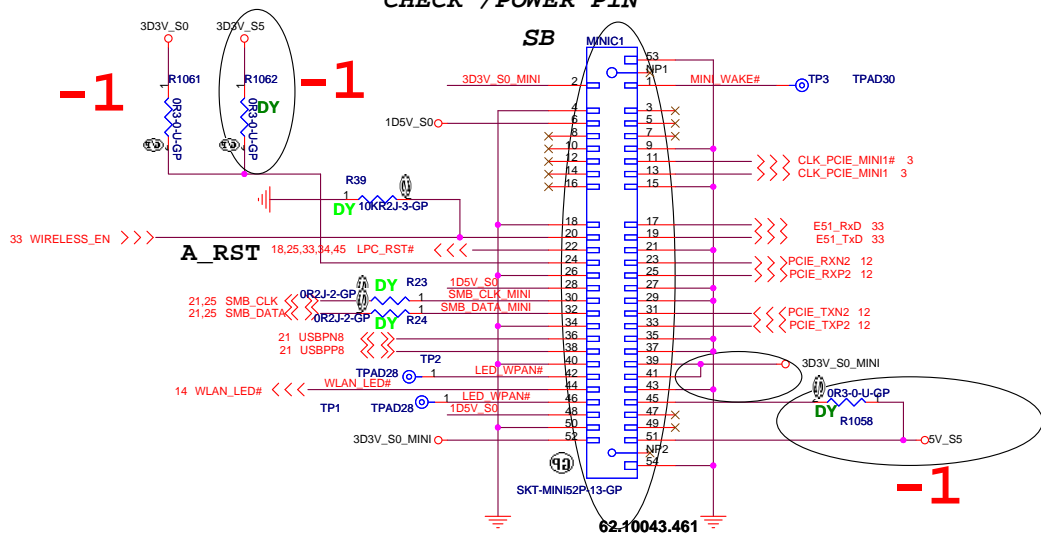 CHECK /POWER PIN
SB
MINIC1
3D3V_S0
3D3V_S5
-1
R1061
0R3-0-U-GP
R1062
0R3-0-U-GP
DY
-1
53
NP1
3D3V_S0_MINI 2 1 MINI_WAKE# TP3 TPAD30
4 3
1D5V_S0 6 5
8 7
10 9
12 11 CLK_PCIE_MINI1# 3
14 13 CLK_PCIE_MINI1 3
16 15
R39
1
DY 10KR2J-3-GP
18 17 E51_RxD 33
33 WIRELESS_EN 20 19 E51_TxD 33
A_RST 18,25,33,34,45 LPC_RST# 22 21
24 23 PCIE_RXN2 12
26 25 PCIE_RXP2 12
DY R23 1D5V_S0 28 27
0R2J-2-GP 1 SMB_CLK_MINI 30 29
21,25 SMB_CLK
21,25 SMB_DATA 0R2J-2-GP 1 SMB_DATA_MINI 32 31 PCIE_TXN2 12
DY R24 34 33 PCIE_TXP2 12
21 USBPN8 36 35
21 USBPP8 38 37
TP2 40 39 3D3V_S0_MINI
TPAD28 1 LED_WPAN# 42 41
14 WLAN_LED# WLAN_LED# 44 43
TP1 TPAD28 1 LED_WPAN# 46 45 2 0R3-0-U-GP 1
1D5V_S0 48 47 DY
R1058
50 49
3D3V_S0_MINI 52 51 5V_S5
NP2
54
-1
SKT-MINI52P-13-GP
62.10043.461